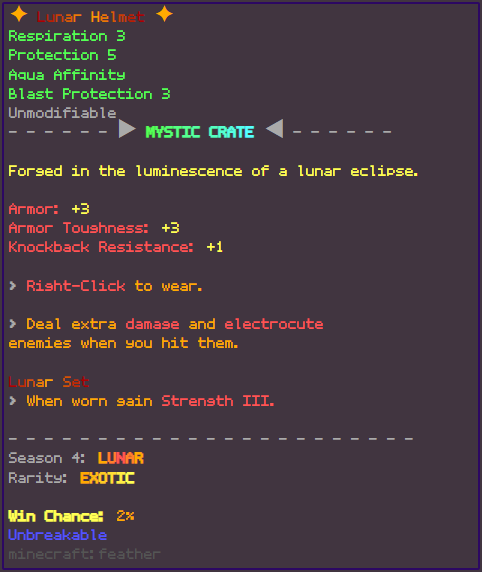 ✦ Lunar Helmet ✦
Respiration 3
Protection 5
Aqua Affinity
Blast Protection 3
Unmodifiable
- - - - - - ▶ MYSTIC CRATE ◀ - - - - - -
Forged in the luminescence of a lunar eclipse.
Armor: +3
Armor Toughness: +3
Knockback Resistance: +1
> Right-Click to wear.
> Deal extra damage and electrocute
enemies when you hit them.
Lunar Set
> When worn gain Strength III.
- - - - - - - - - - - - - - - - - - - - - - -
Season 4: LUNAR
Rarity: EXOTIC
Win Chance: 2%
Unbreakable
minecraft:feather